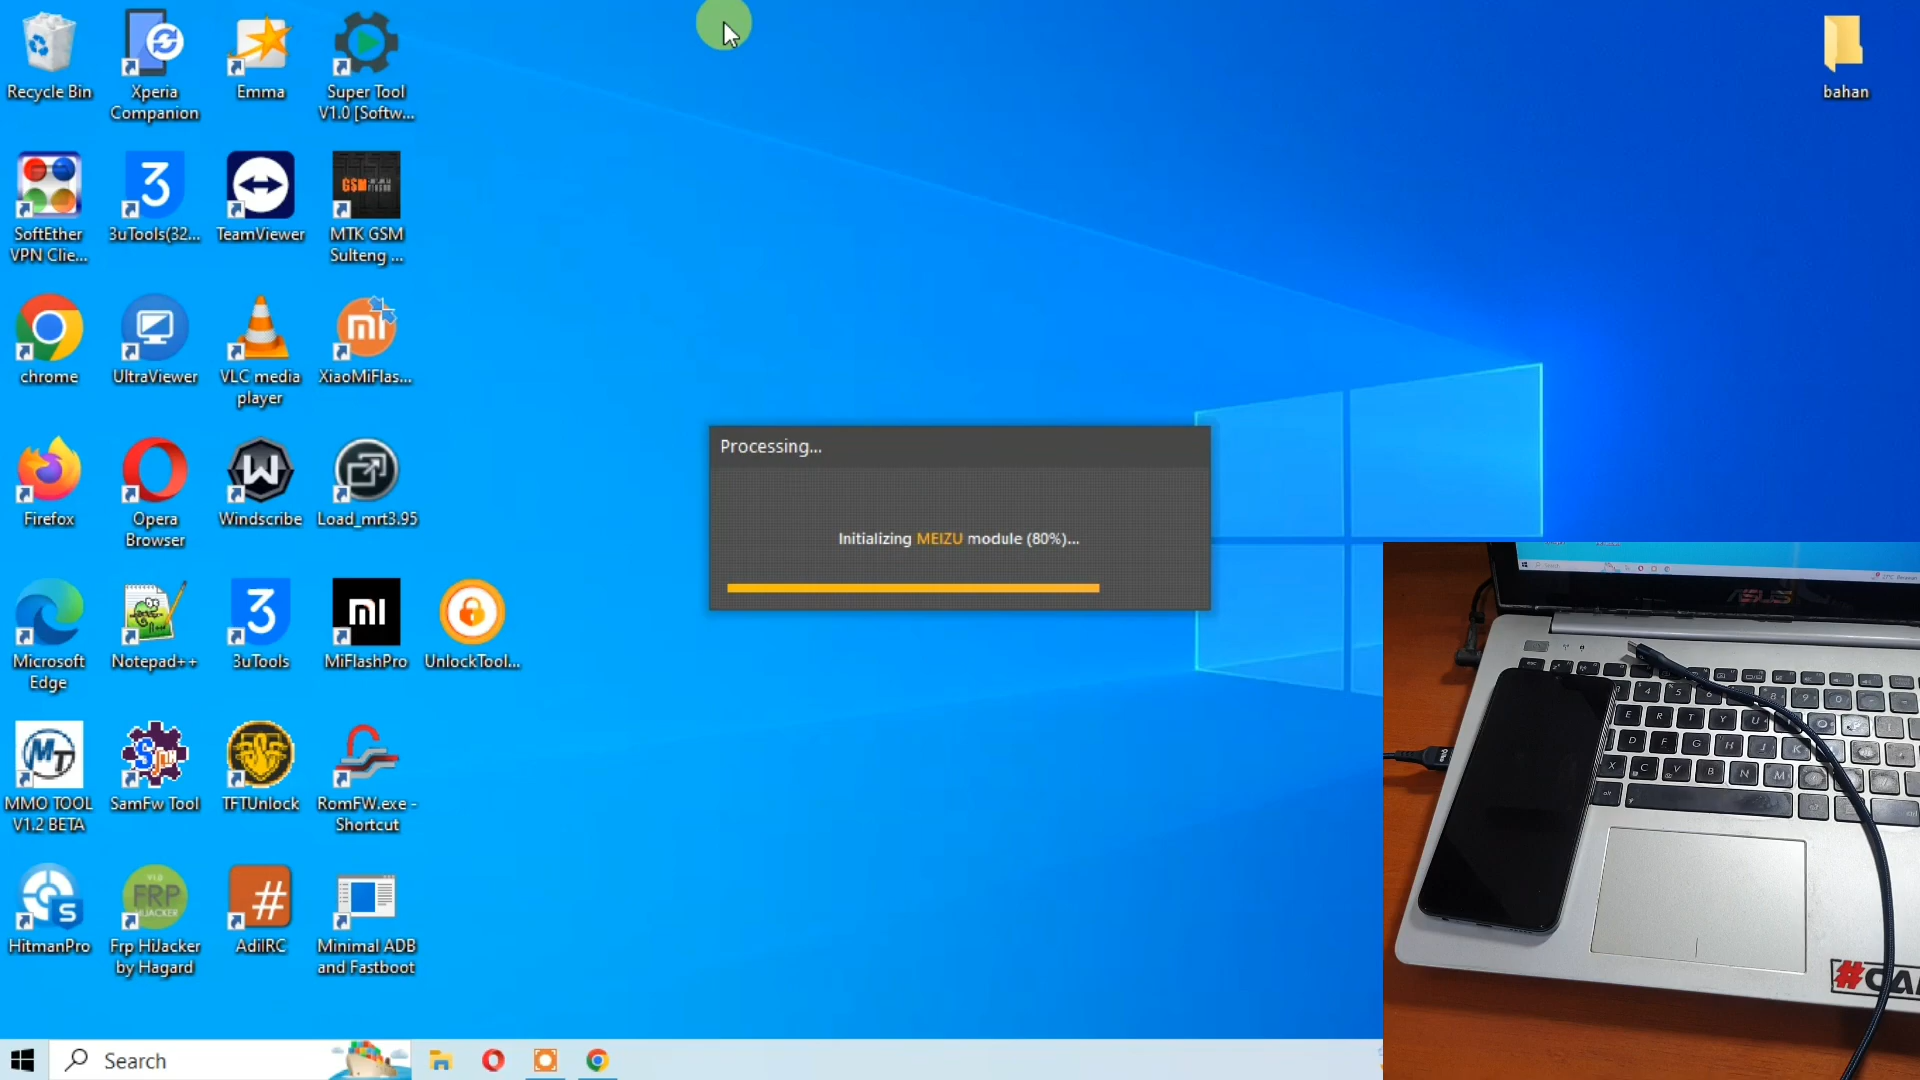 Recycle Bin
Xperia
Companion
Emma
Super Tool
V1.0 [Softw...
bahan
SoftEther
VPN Clie...
3uTools(32...
TeamViewer
MTK GSM
Sulteng ...
chrome
UltraViewer
VLC media
player
XiaoMiFlas...
Processing...
Initializing MEIZU module (80%)...
Firefox
Opera
Browser
Windscribe
Load_mrt3.95
Microsoft
Edge
Notepad++
3uTools
MiFlashPro
UnlockTool...
MMO TOOL
V1.2 BETA
SamFw Tool
TFTUnlock
RomFW.exe -
Shortcut
HitmanPro
Frp HiJacker
by Hagard
AdiIRC
Minimal ADB
and Fastboot
Search
ASUS